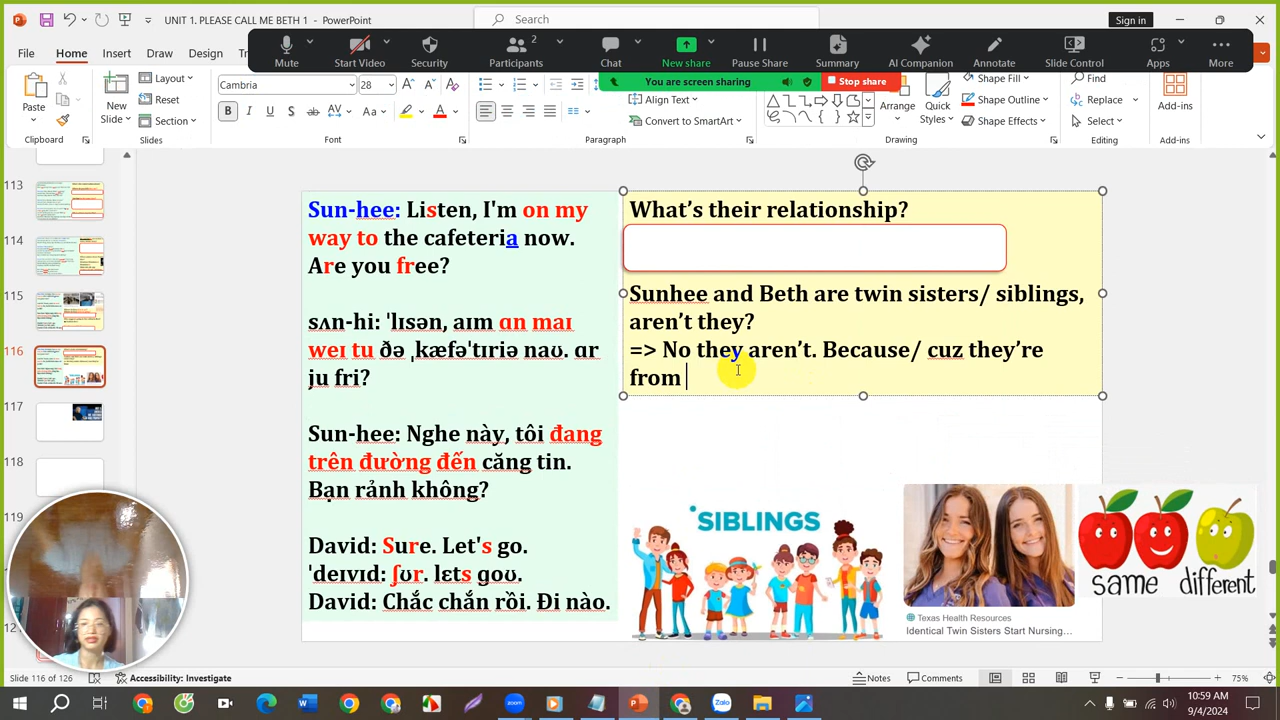 UNIT 1. PLEASE CALL ME BETH 1 - PowerPoint
Search
Sign in
File
Home
Insert
Draw
Design
Mute
Start Video
Security
Participants
2
Chat
New share
Pause Share
Summary
AI Companion
Annotate
Slide Control
Apps
More
You are screen sharing
Stop share
Paste
New
Slide
Layout
Reset
Section
Cambria
28
Align Text
Convert to SmartArt
Arrange
Quick
Styles
Shape Fill
Shape Outline
Shape Effects
Find
Replace
Select
Add-ins
Clipboard
Slides
Font
Paragraph
Drawing
Editing
Add-ins
113
114
115
116
117
118
119
Sun-hee: Listen, I'm on my
way to the cafeteria now.
Are you free?
sʌn-hi: ˈlɪsən, aɪm ɑn maɪ
weɪ tu ðə ˌkæfəˈtɪriə naʊ. ɑr
ju fri?
Sun-hee: Nghe này, tôi đang
trên đường đến căng tin.
Bạn rảnh không?
David: Sure. Let's go.
ˈdeɪvɪd: ʃʊr. lɛts goʊ.
David: Chắc chắn rồi. Đi nào.
What’s their relationship?
Sunhee and Beth are twin sisters/ siblings,
aren’t they?
=> No they aren’t. Because/ cuz they’re
from
SIBLINGS
Texas Health Resources
Identical Twin Sisters Start Nursing...
same different
Slide 116 of 126
Accessibility: Investigate
Notes
Comments
75%
zoom
Zalo
10:59 AM
9/4/2024